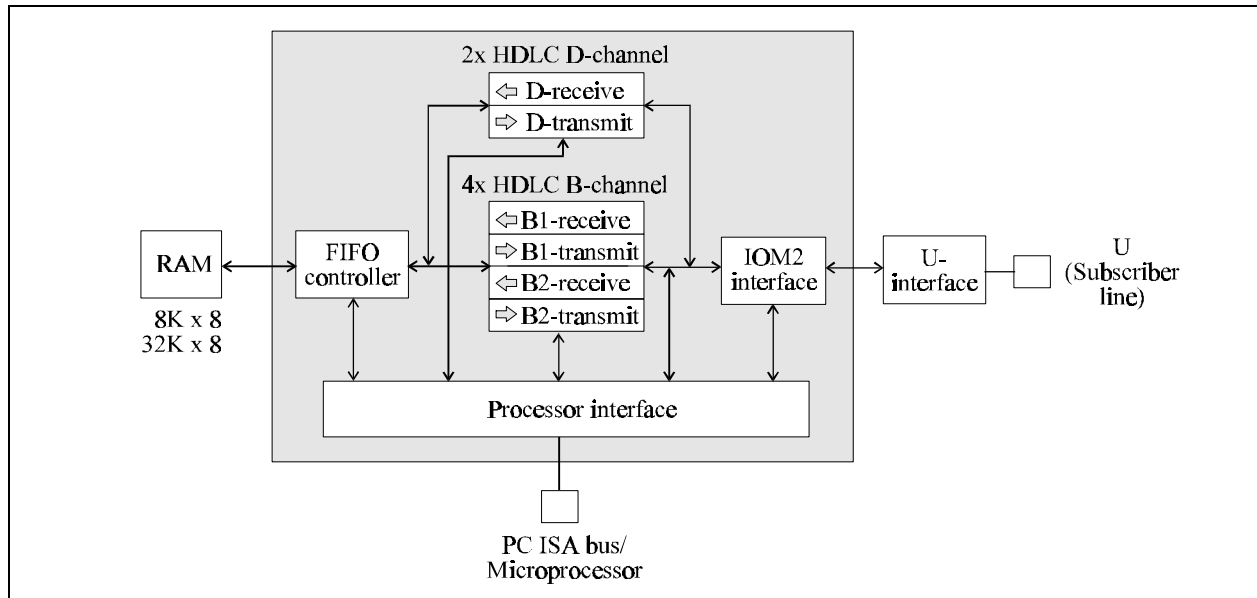 2x HDLC D-channel
D-receive
D-transmit
4x HDLC B-channel
B1-receive
B1-transmit
B2-receive
B2-transmit
RAM
8K x 8
32K x 8
FIFO
controller
IOM2
interface
U-
interface
U
(Subscriber
line)
Processor interface
PC ISA bus/
Microprocessor